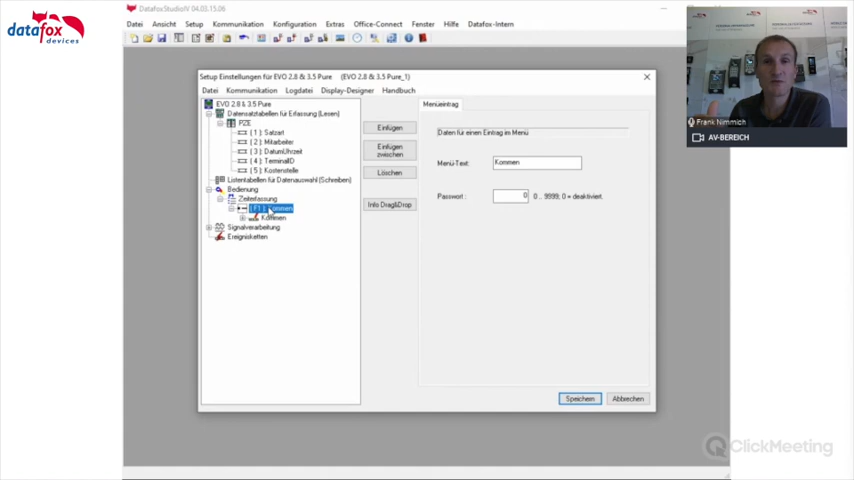 datafox
devices
DatafoxStudioIV 04.03.15.06
Datei Ansicht Setup Kommunikation Konfiguration Extras Office-Connect Fenster Hilfe Datafox-Intern
Setup Einstellungen für EVO 2.8 & 3.5 Pure (EVO 2.8 & 3.5 Pure_1)
Datei Kommunikation Logdatei Display-Designer Handbuch
EVO 2.8 & 3.5 Pure
Datensatztabellen für Erfassung (Lesen)
PZE
[ 1 ]: Satzart
[ 2 ]: Mitarbeiter
[ 3 ]: DatumUhrzeit
[ 4 ]: TerminalID
[ 5 ]: Kostenstelle
Listentabellen für Datenauswahl (Schreiben)
Bedienung
Zeiterfassung
[ F1 ]: Kommen
Kommen
Signalverarbeitung
Ereignisketten
Einfügen
Einfügen
zwischen
Löschen
Info Drag&Drop
Menüeintrag
Daten für einen Eintrag im Menü
Menü-Text: Kommen
Passwort : 0 0 .. 9999; 0 = deaktiviert.
Speichern Abbrechen
Frank Nimmich
AV-BEREICH
ClickMeeting